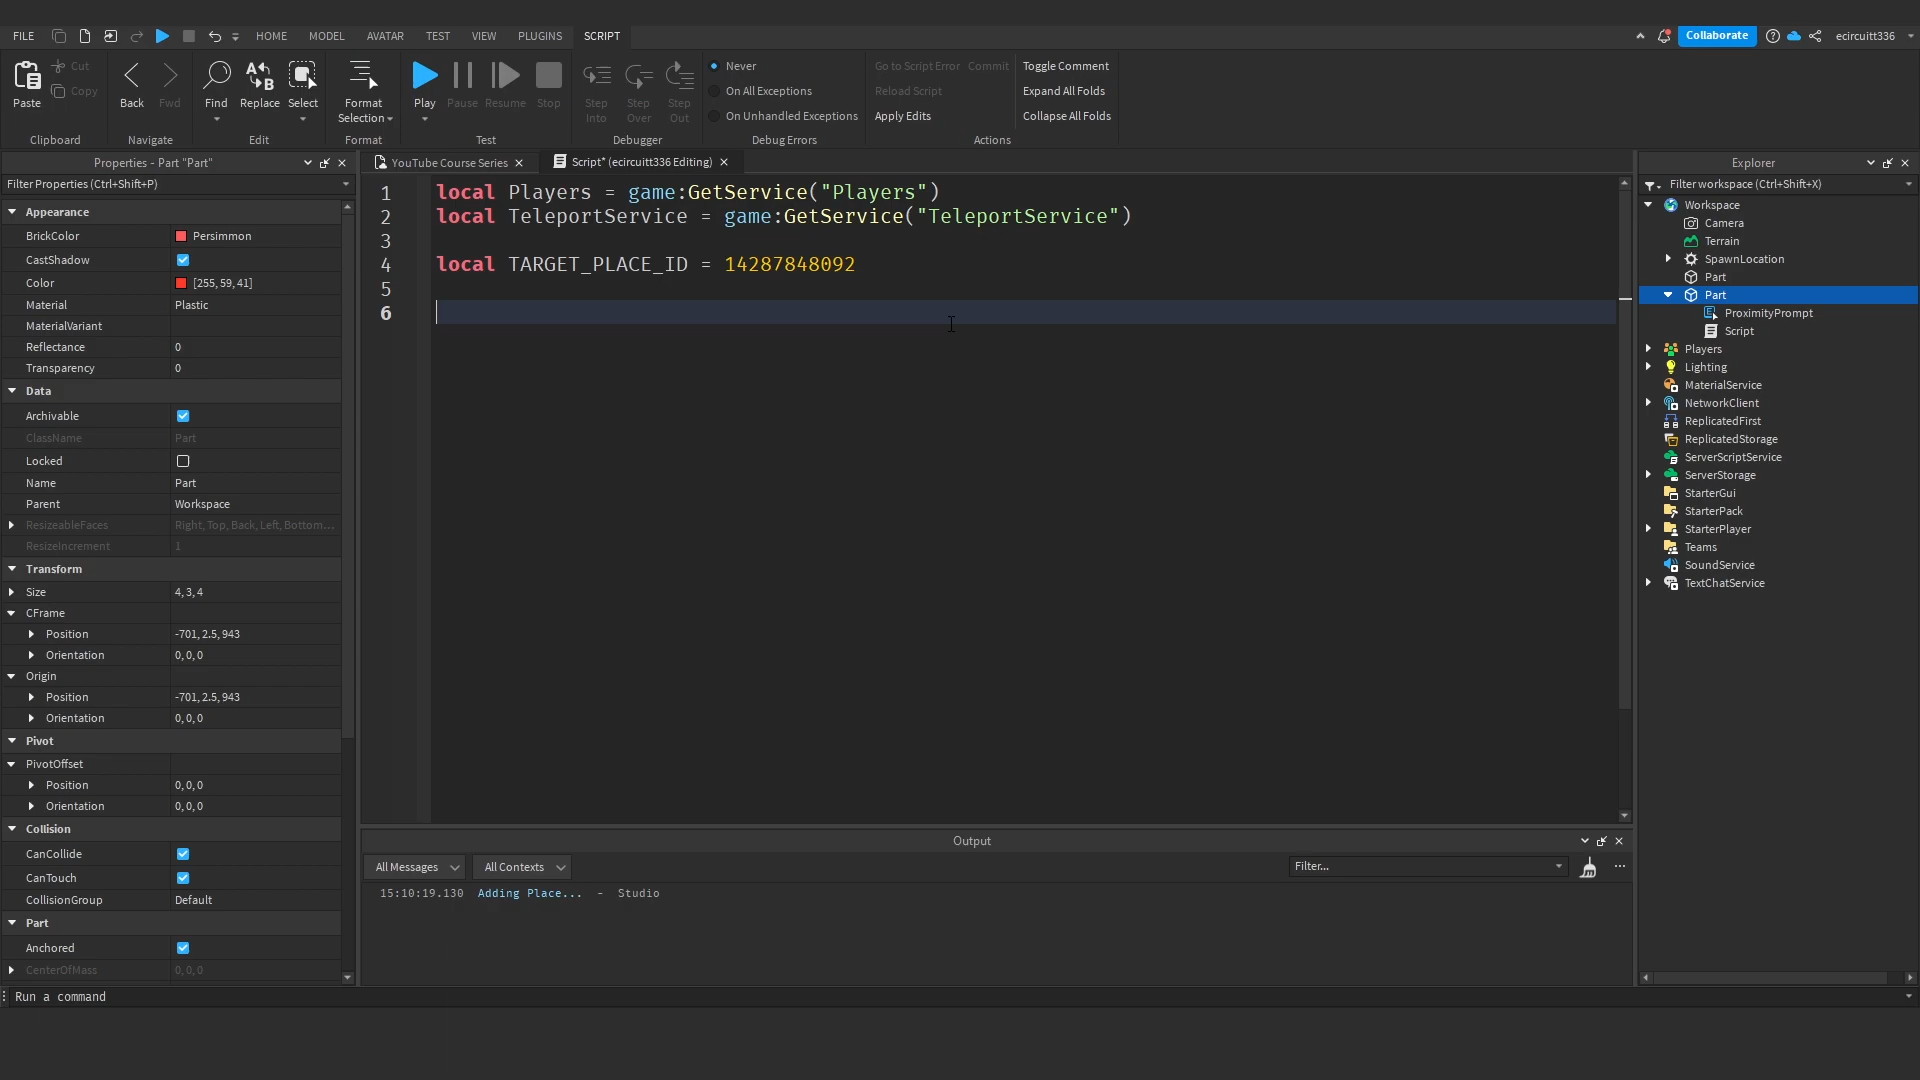 FILE HOME MODEL AVATAR TEST VIEW PLUGINS SCRIPT Collaborate ecircuitt336
Paste Cut Copy
Clipboard
Back Fwd
Navigate
Find Replace Select
Edit
Format Selection
Format
Play Pause Resume Stop
Test
Step Into Step Over Step Out
Debugger
Never
On All Exceptions
On Unhandled Exceptions
Debug Errors
Go to Script Error Commit
Reload Script
Apply Edits
Toggle Comment
Expand All Folds
Collapse All Folds
Actions
Properties - Part "Part"
Filter Properties (Ctrl+Shift+P)
Appearance
BrickColor Persimmon
CastShadow
Color [255, 59, 41]
Material Plastic
MaterialVariant
Reflectance 0
Transparency 0
Data
Archivable
ClassName Part
Locked
Name Part
Parent Workspace
ResizeableFaces Right, Top, Back, Left, Bottom...
ResizeIncrement 1
Transform
Size 4, 3, 4
CFrame
Position -701, 2.5, 943
Orientation 0, 0, 0
Origin
Position -701, 2.5, 943
Orientation 0, 0, 0
Pivot
PivotOffset
Position 0, 0, 0
Orientation 0, 0, 0
Collision
CanCollide
CanTouch
CollisionGroup Default
Part
Anchored
CenterOfMass 0, 0, 0
YouTube Course Series Script* (ecircuitt336 Editing)
1 local Players = game:GetService("Players")
2 local TeleportService = game:GetService("TeleportService")
3
4 local TARGET_PLACE_ID = 14287848092
5
6
Output
All Messages All Contexts Filter...
15:10:19.130 Adding Place... - Studio
Explorer
Filter workspace (Ctrl+Shift+X)
Workspace
Camera
Terrain
SpawnLocation
Part
Part
ProximityPrompt
Script
Players
Lighting
MaterialService
NetworkClient
ReplicatedFirst
ReplicatedStorage
ServerScriptService
ServerStorage
StarterGui
StarterPack
StarterPlayer
Teams
SoundService
TextChatService
Run a command